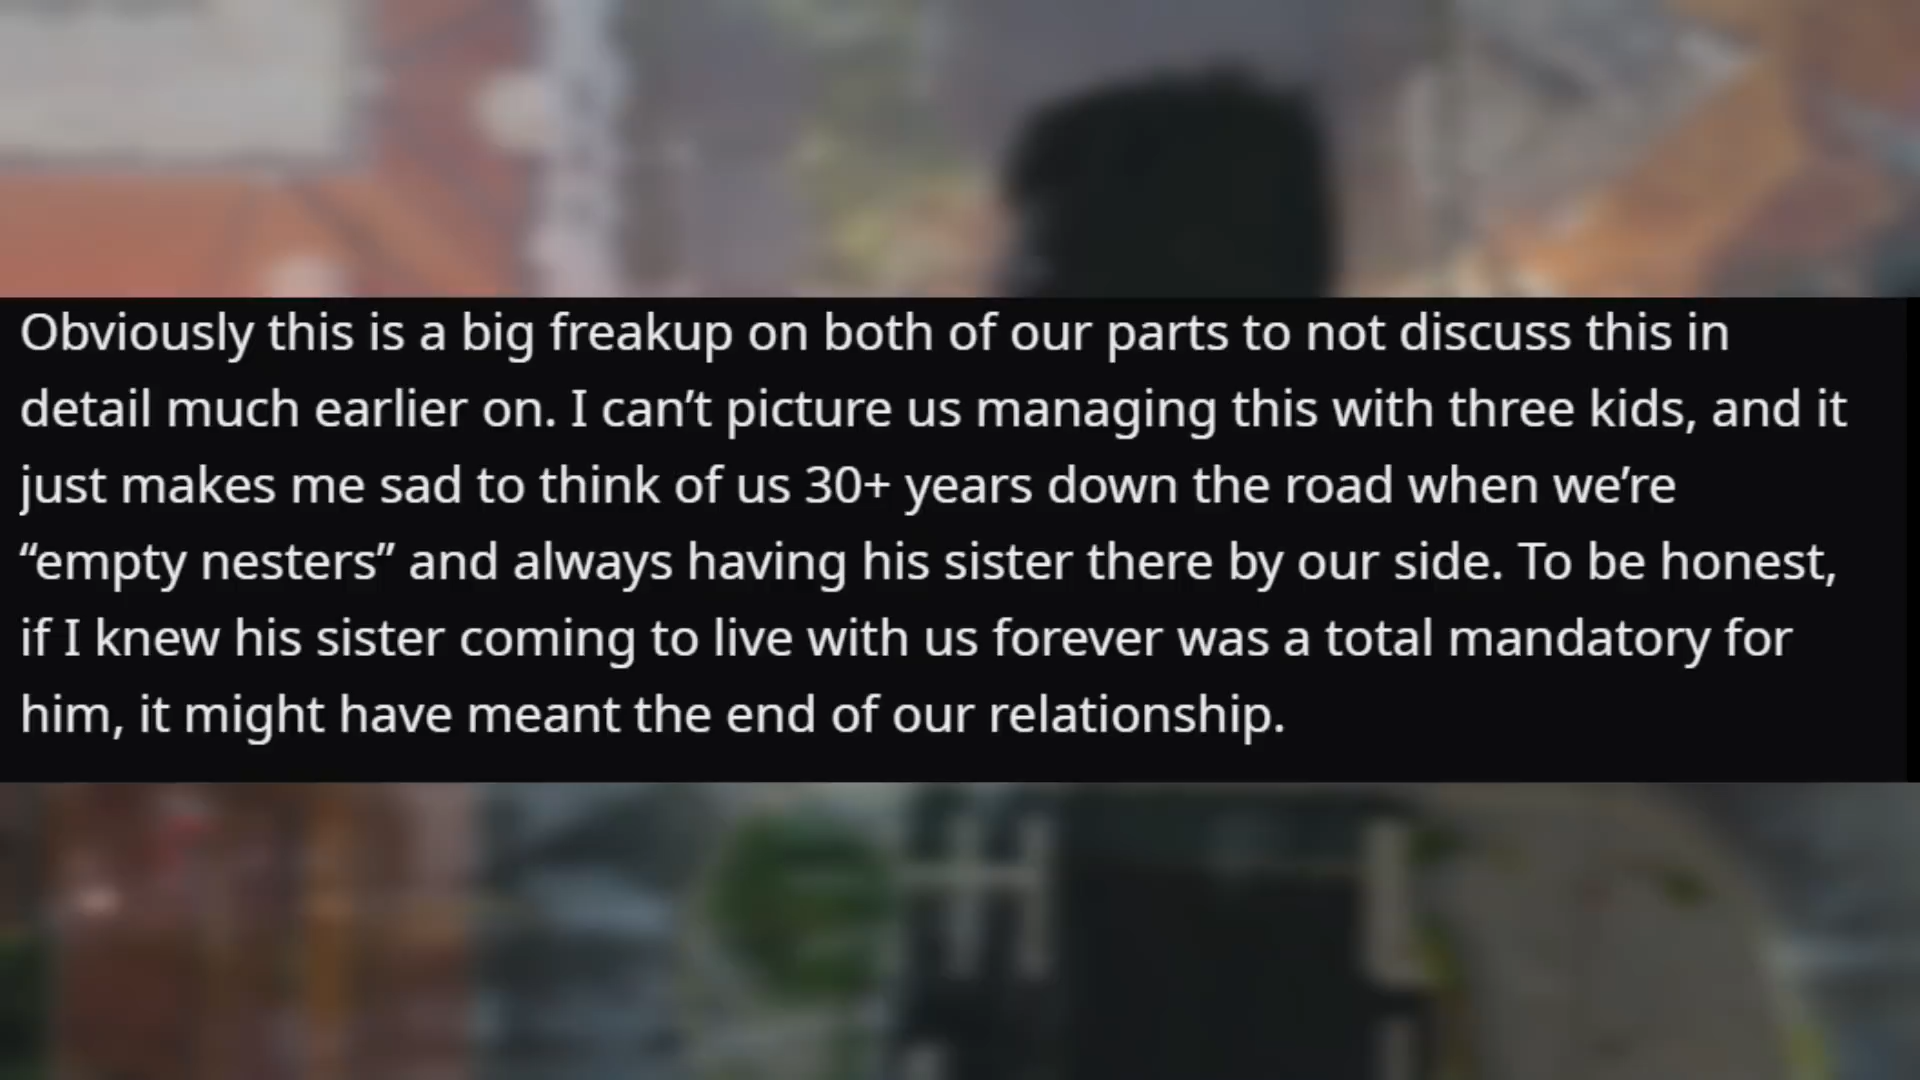 Obviously this is a big freakup on both of our parts to not discuss this in
detail much earlier on. I can’t picture us managing this with three kids, and it
just makes me sad to think of us 30+ years down the road when we’re
“empty nesters” and always having his sister there by our side. To be honest,
if I knew his sister coming to live with us forever was a total mandatory for
him, it might have meant the end of our relationship.